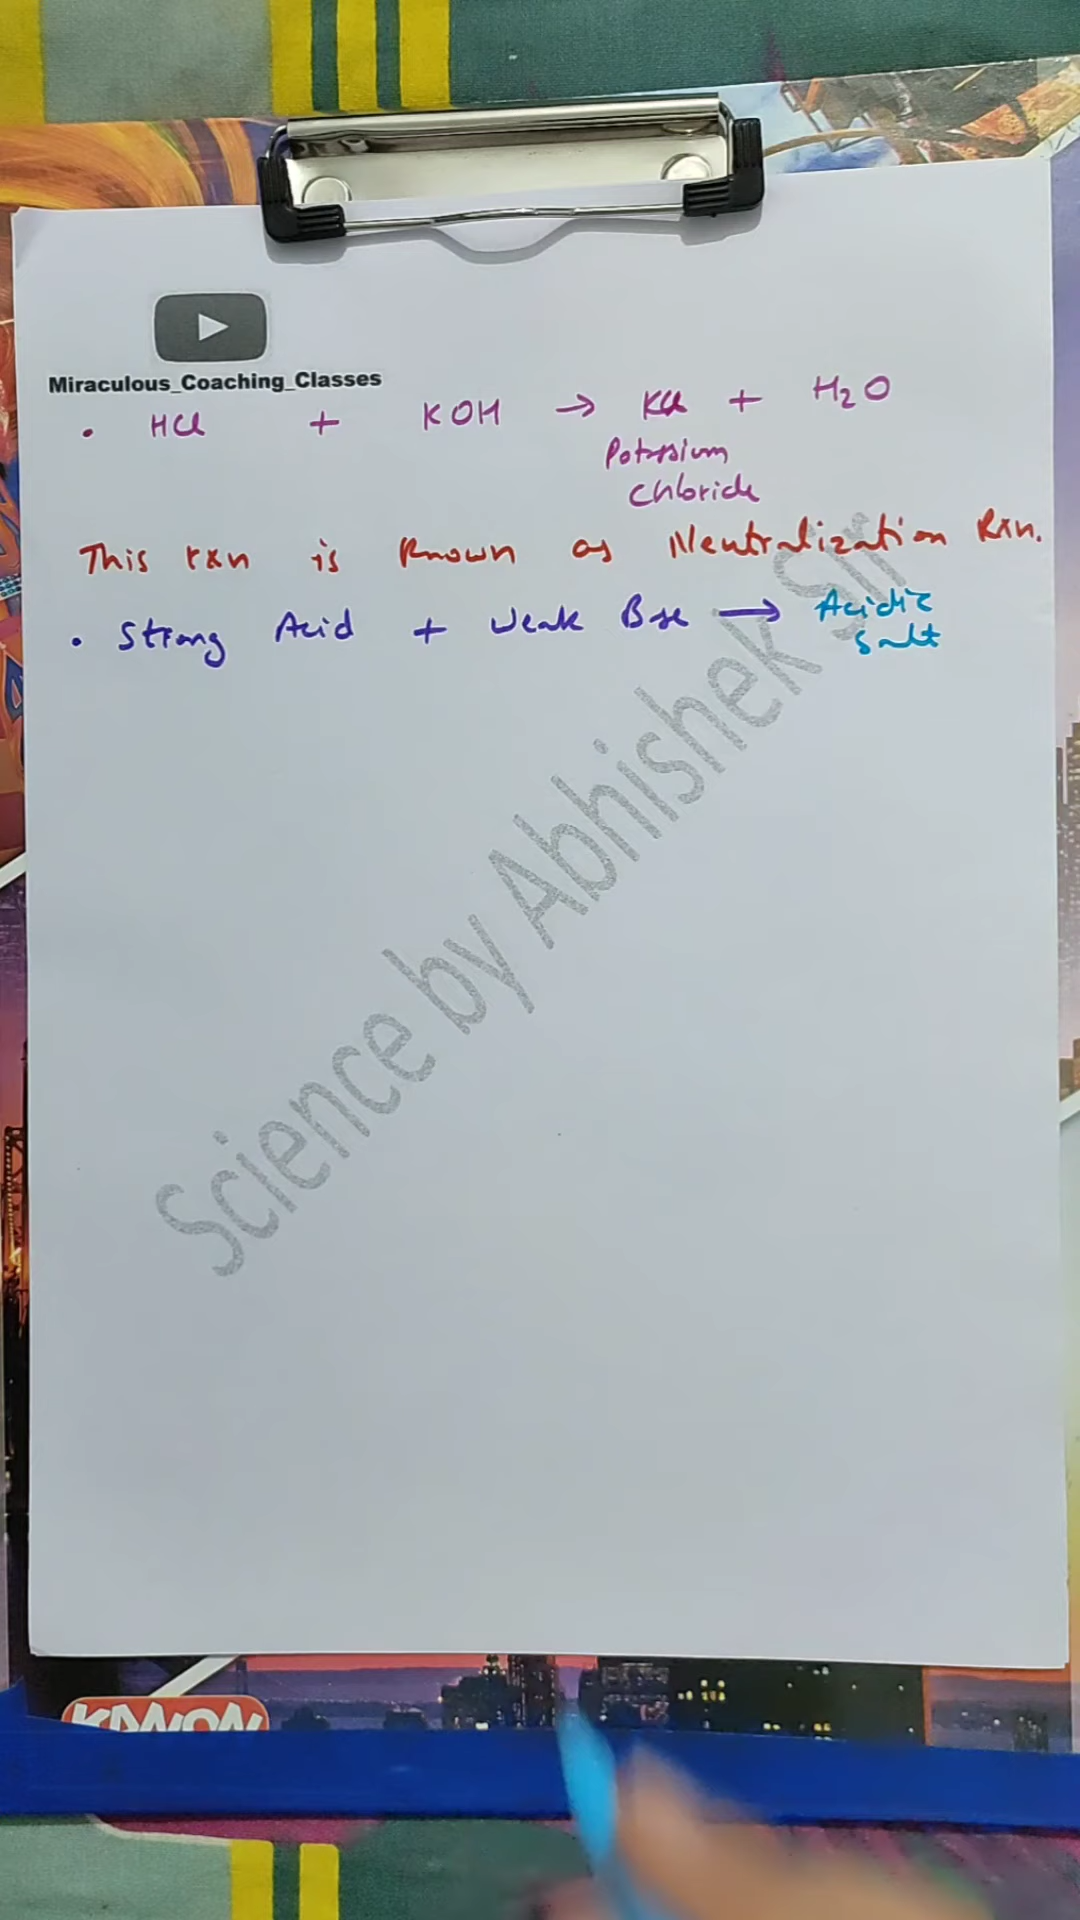 Miraculous_Coaching_Classes
• HCl + KOH → KCl + H₂O
Potassium
Chloride
This rxn is known as Neutralization Rxn.
• Strong Acid + Weak Base ⟶ Acidic
Salt
Science by Abhishek Sir
KAWON